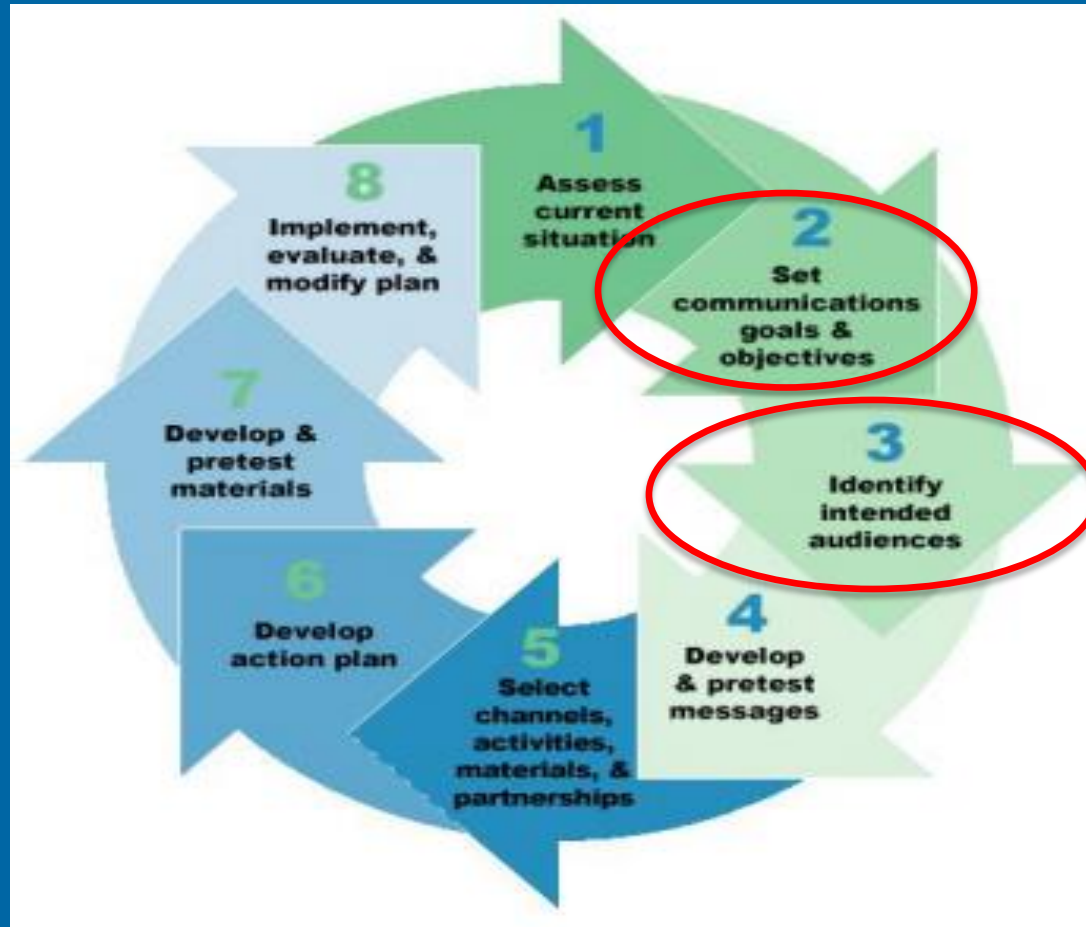 1
Assess
current
situation
2
Set
communications
goals &
objectives
3
Identify
intended
audiences
4
Develop
& pretest
messages
5
Select
channels,
activities,
materials, &
partnerships
6
Develop
action plan
7
Develop &
pretest
materials
8
Implement,
evaluate, &
modify plan